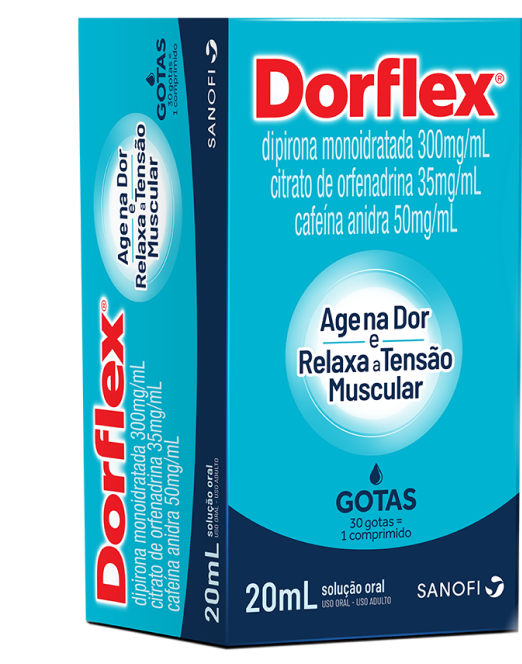 Dorflex®
dipirona monoidratada 300mg/mL
citrato de orfenadrina 35mg/mL
cafeína anidra 50mg/mL
Age na Dor
e
Relaxa a Tensão
Muscular
GOTAS
30 gotas =
1 comprimido
20mL solução oral
USO ORAL - USO ADULTO
SANOFI
Dorflex®
dipirona monoidratada 300mg/mL
citrato de orfenadrina 35mg/mL
cafeína anidra 50mg/mL
Age na Dor
e
Relaxa a Tensão
Muscular
GOTAS
30 gotas =
1 comprimido
20mL solução oral
USO ORAL - USO ADULTO
SANOFI